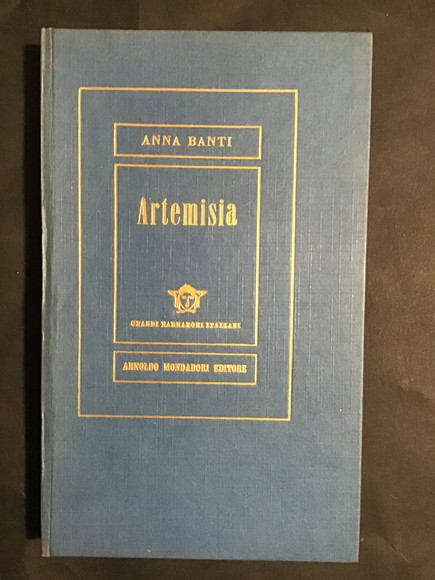 ANNA BANTI
Artemisia
GRANDI NARRATORI ITALIANI
ARNOLDO MONDADORI EDITORE